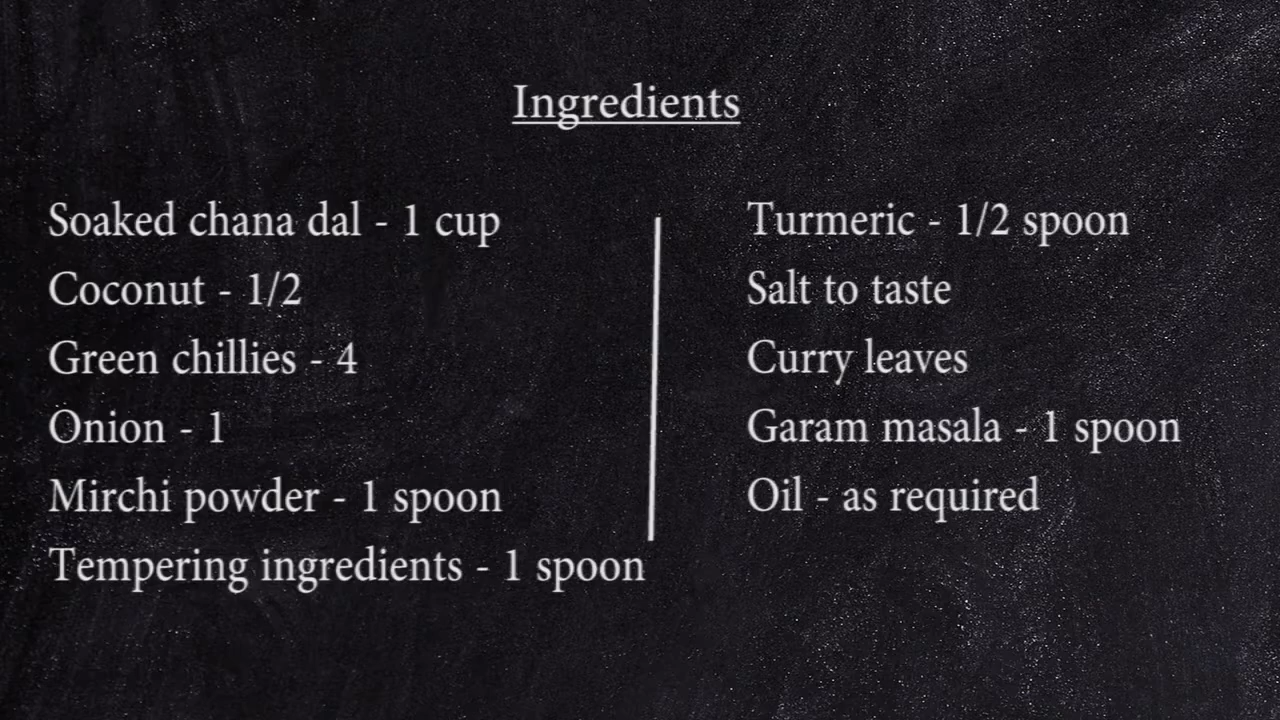 Ingredients
Soaked chana dal - 1 cup
Coconut - 1/2
Green chillies - 4
Onion - 1
Mirchi powder - 1 spoon
Tempering ingredients - 1 spoon
Turmeric - 1/2 spoon
Salt to taste
Curry leaves
Garam masala - 1 spoon
Oil - as required